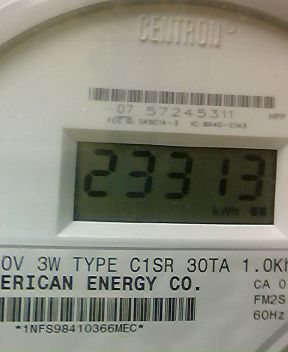 CENTRON
07 57245311
23313
kWh
0V 3W TYPE C1SR 30TA 1.0Kh
ERICAN ENERGY CO.
CA 0
FM2S
60Hz
*1NFS98410366MEC*